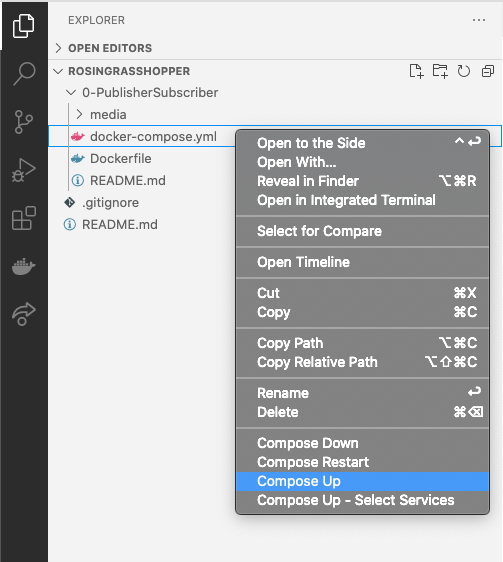 EXPLORER
OPEN EDITORS
ROSINGRASSHOPPER
0-PublisherSubscriber
media
docker-compose.yml
Dockerfile
README.md
.gitignore
README.md
Open to the Side ⌃↩
Open With...
Reveal in Finder ⌥⌘R
Open in Integrated Terminal
Select for Compare
Open Timeline
Cut ⌘X
Copy ⌘C
Copy Path ⌥⌘C
Copy Relative Path ⌥⇧⌘C
Rename ↩
Delete ⌘⌫
Compose Down
Compose Restart
Compose Up
Compose Up - Select Services